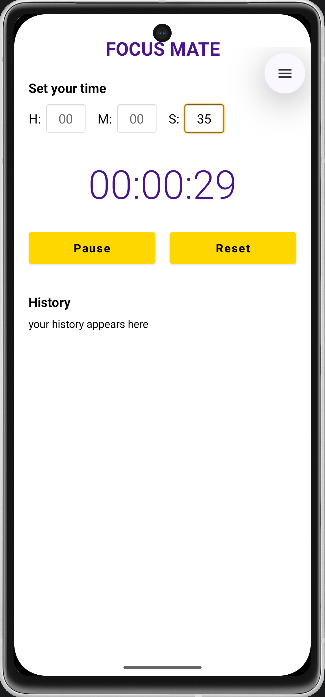 FOCUS MATE
Set your time
H: 00 M: 00 S: 35
00:00:29
Pause Reset
History
your history appears here